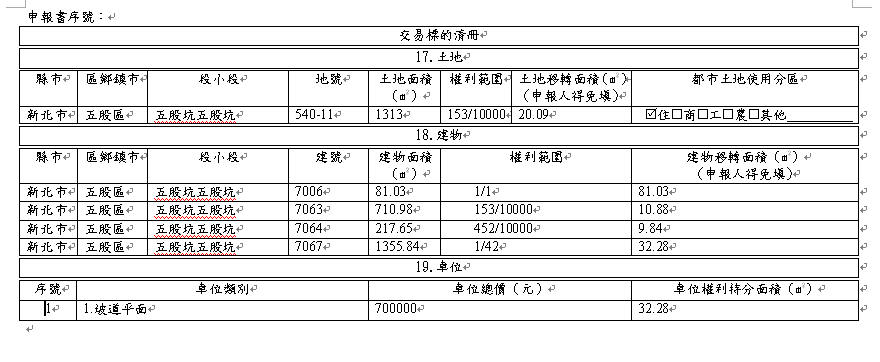 申報書序號：
交易標的清冊
17.土地
縣市 區鄉鎮市 段小段 地號 土地面積（㎡） 權利範圍 土地移轉面積（㎡）（申報人得免填） 都市土地使用分區
新北市 五股區 五股坑五股坑 540-11 1313 153/10000 20.09 ☑住□商□工□農□其他__________
18.建物
縣市 區鄉鎮市 段小段 建號 建物面積（㎡） 權利範圍 建物移轉面積（㎡）（申報人得免填）
新北市 五股區 五股坑五股坑 7006 81.03 1/1 81.03
新北市 五股區 五股坑五股坑 7063 710.98 153/10000 10.88
新北市 五股區 五股坑五股坑 7064 217.65 452/10000 9.84
新北市 五股區 五股坑五股坑 7067 1355.84 1/42 32.28
19.車位
序號 車位類別 車位總價（元） 車位權利持分面積（㎡）
1 1.坡道平面 700000 32.28